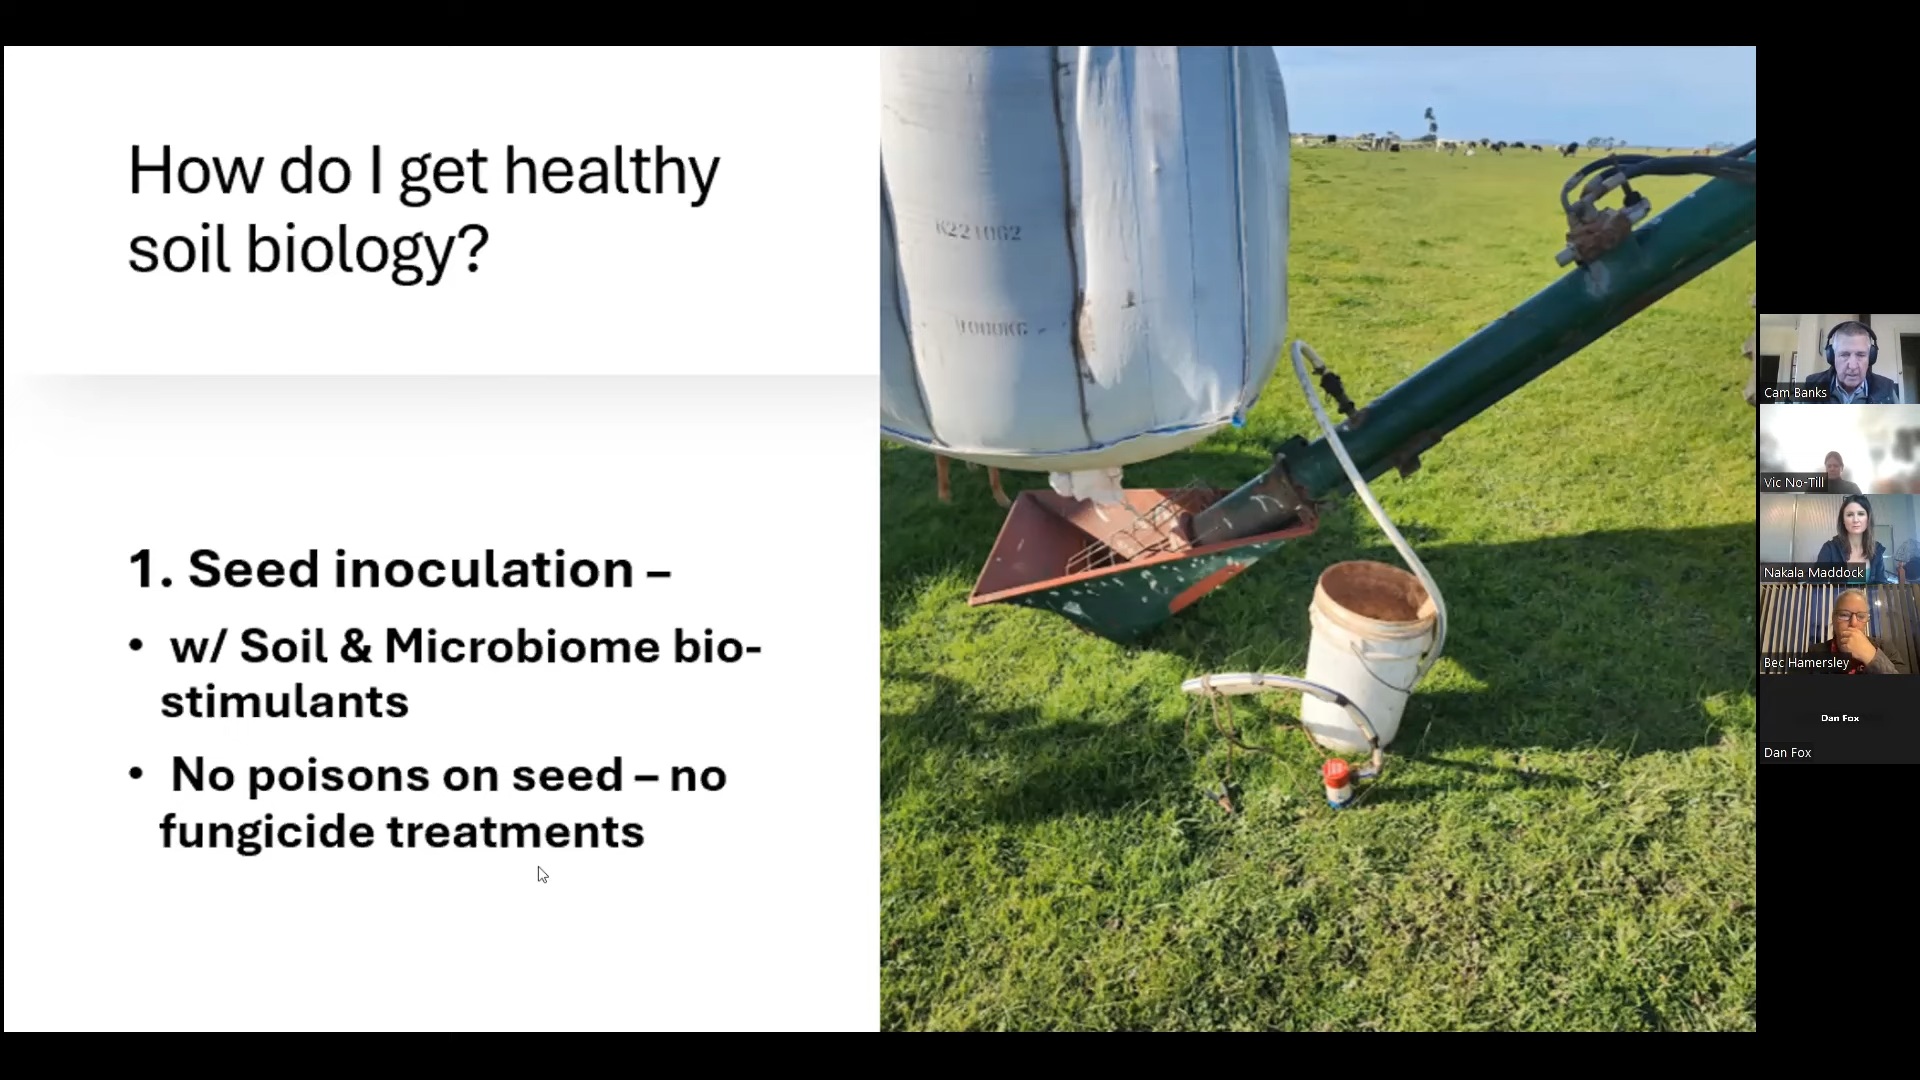 How do I get healthy
soil biology?
1. Seed inoculation –
• w/ Soil & Microbiome bio-
stimulants
• No poisons on seed – no
fungicide treatments
1000KG
Cam Banks
Vic No-Till
Nakala Maddock
Bec Hamersley
Dan Fox
Dan Fox